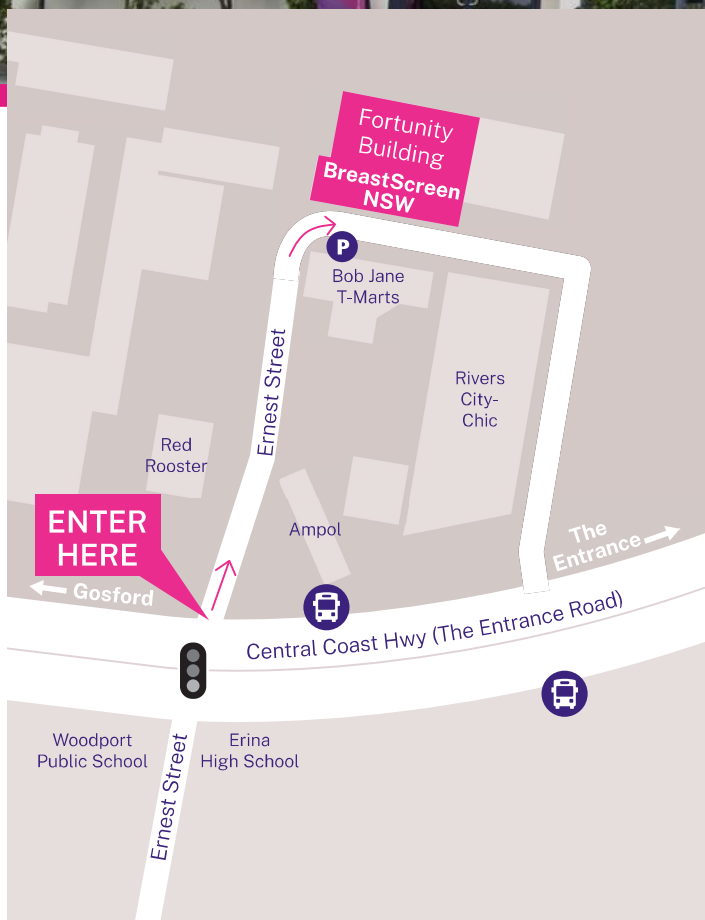 Fortunity
Building
BreastScreen
NSW
P
Bob Jane
T-Marts
Ernest Street
Rivers
City-
Chic
Red
Rooster
ENTER
HERE
Ampol
The
Entrance
Gosford
Central Coast Hwy (The Entrance Road)
Woodport
Public School
Erina
High School
Ernest Street